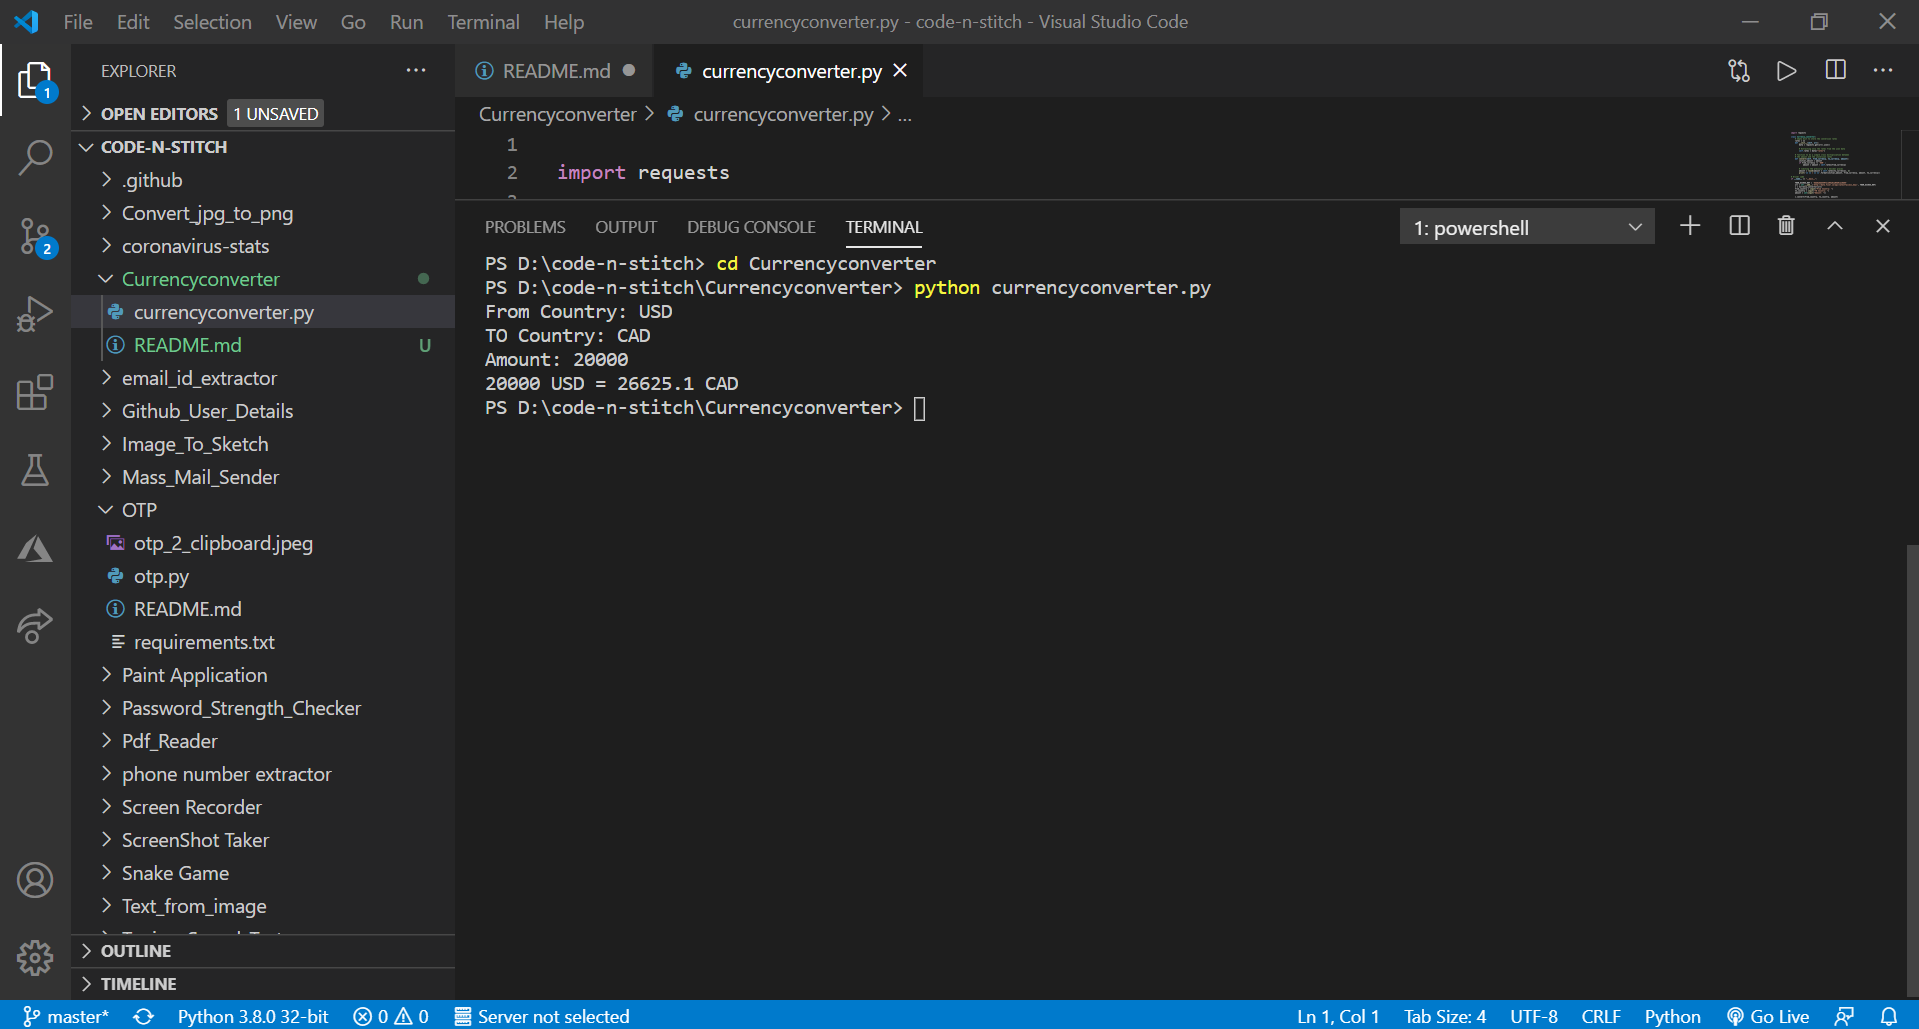 File Edit Selection View Go Run Terminal Help currencyconverter.py - code-n-stitch - Visual Studio Code
EXPLORER
1
OPEN EDITORS 1 UNSAVED
CODE-N-STITCH
.github
Convert_jpg_to_png
coronavirus-stats
2
Currencyconverter
currencyconverter.py
README.md U
email_id_extractor
Github_User_Details
Image_To_Sketch
Mass_Mail_Sender
OTP
otp_2_clipboard.jpeg
otp.py
README.md
requirements.txt
Paint Application
Password_Strength_Checker
Pdf_Reader
phone number extractor
Screen Recorder
ScreenShot Taker
Snake Game
Text_from_image
OUTLINE
TIMELINE
README.md currencyconverter.py
Currencyconverter > currencyconverter.py > ...
1
2 import requests
PROBLEMS OUTPUT DEBUG CONSOLE TERMINAL 1: powershell
PS D:\code-n-stitch> cd Currencyconverter
PS D:\code-n-stitch\Currencyconverter> python currencyconverter.py
From Country: USD
TO Country: CAD
Amount: 20000
20000 USD = 26625.1 CAD
PS D:\code-n-stitch\Currencyconverter>
master* Python 3.8.0 32-bit 0 0 Server not selected Ln 1, Col 1 Tab Size: 4 UTF-8 CRLF Python Go Live